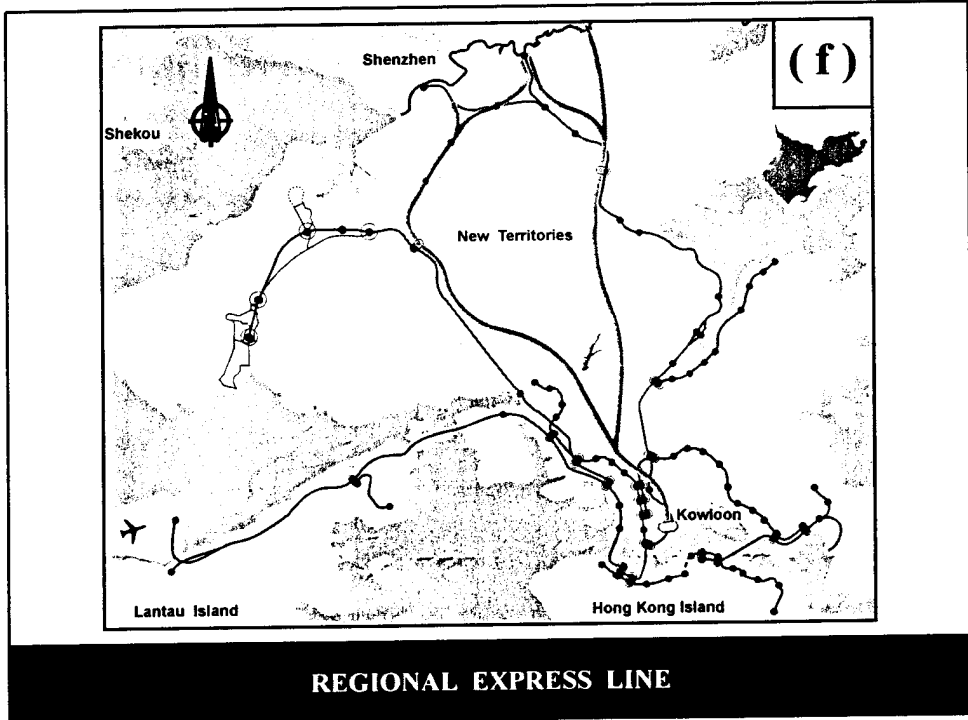 (f)
Shenzhen
Shekou
New Territories
Kowloon
Lantau Island
Hong Kong Island
REGIONAL EXPRESS LINE